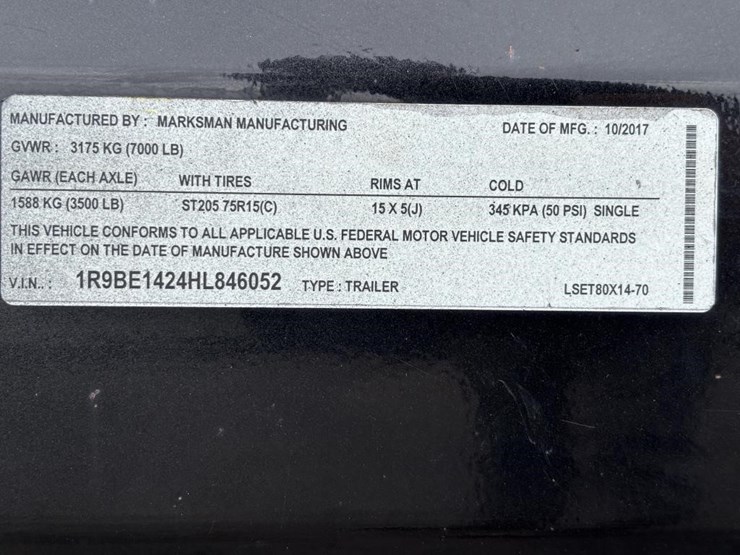 MANUFACTURED BY : MARKSMAN MANUFACTURING DATE OF MFG. : 10/2017
GVWR : 3175 KG (7000 LB)
GAWR (EACH AXLE) WITH TIRES RIMS AT COLD
1588 KG (3500 LB) ST205 75R15(C) 15 X 5(J) 345 KPA (50 PSI) SINGLE
THIS VEHICLE CONFORMS TO ALL APPLICABLE U.S. FEDERAL MOTOR VEHICLE SAFETY STANDARDS
IN EFFECT ON THE DATE OF MANUFACTURE SHOWN ABOVE
V.I.N.. : 1R9BE1424HL846052 TYPE : TRAILER LSET80X14-70